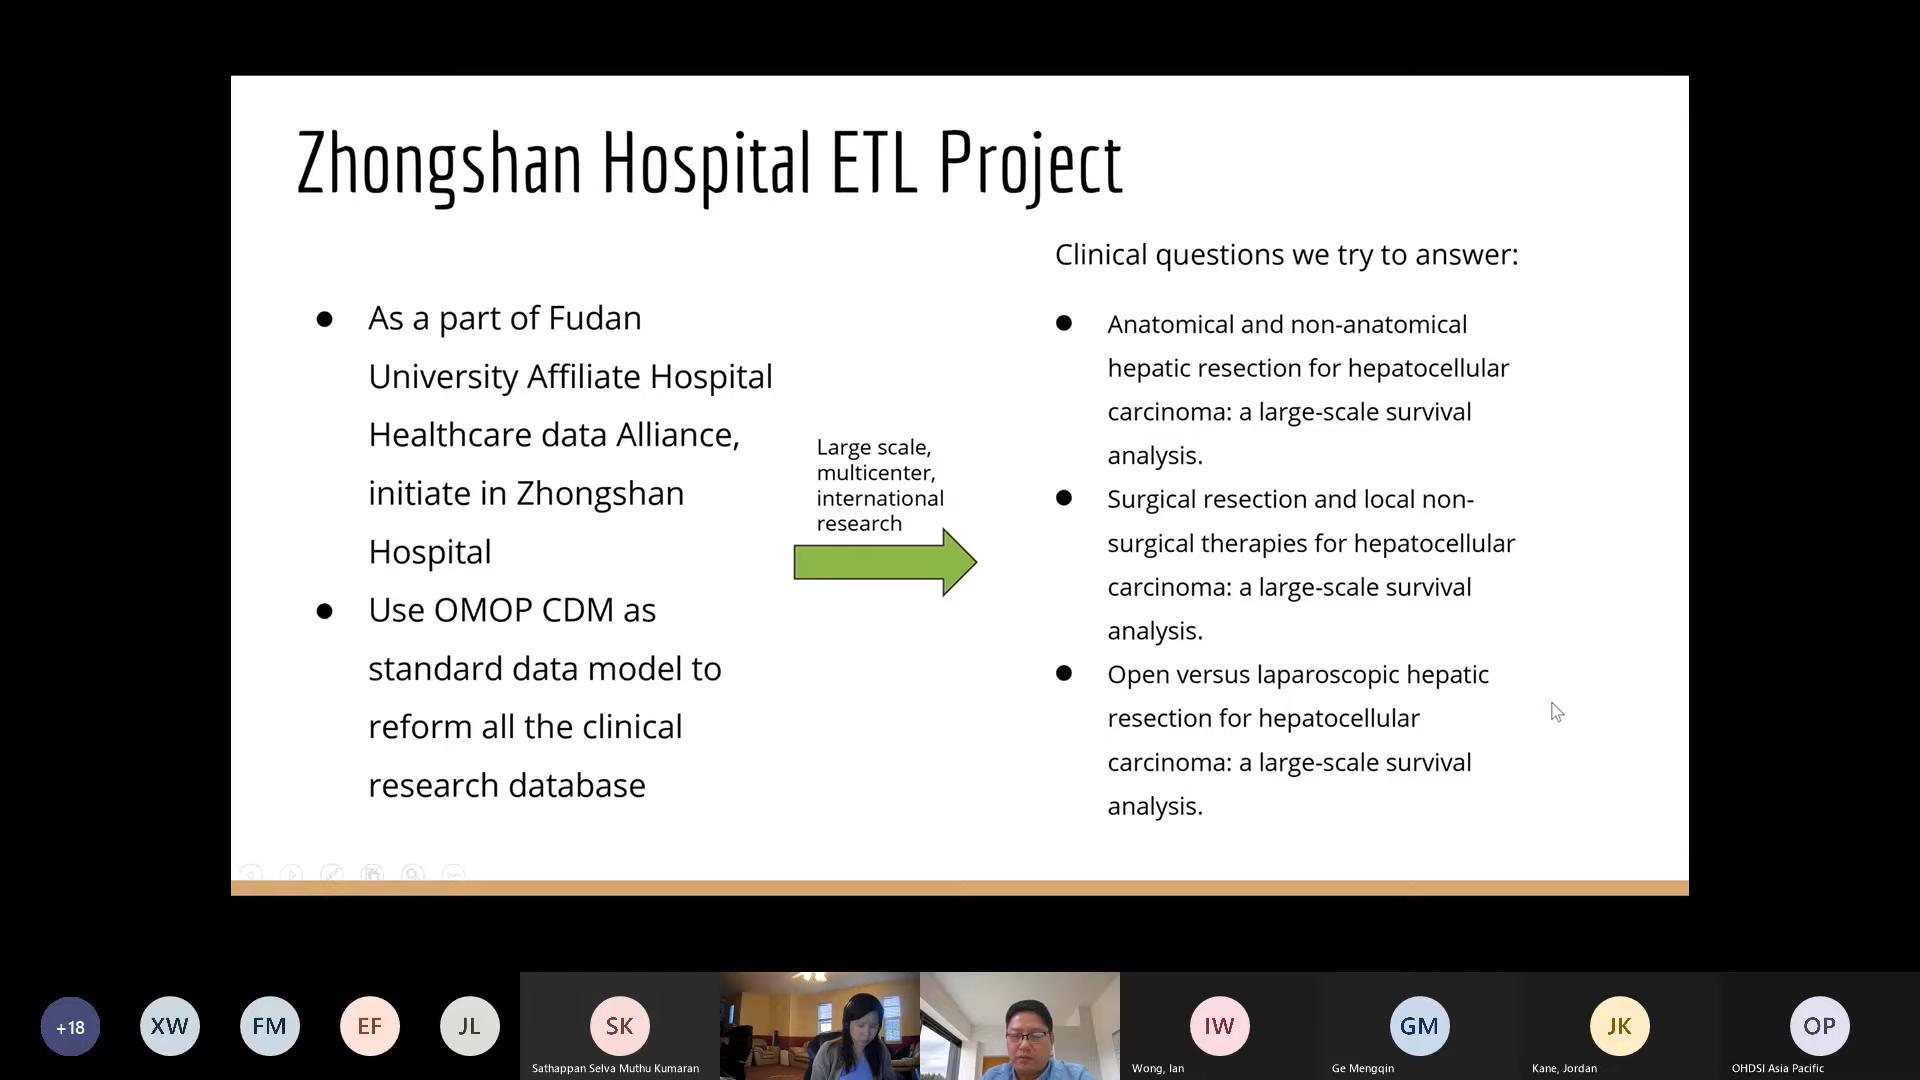 Zhongshan Hospital ETL Project
As a part of Fudan
University Affiliate Hospital
Healthcare data Alliance,
initiate in Zhongshan
Hospital
Use OMOP CDM as
standard data model to
reform all the clinical
research database
Large scale,
multicenter,
international
research
Clinical questions we try to answer:
Anatomical and non-anatomical
hepatic resection for hepatocellular
carcinoma: a large-scale survival
analysis.
Surgical resection and local non-
surgical therapies for hepatocellular
carcinoma: a large-scale survival
analysis.
Open versus laparoscopic hepatic
resection for hepatocellular
carcinoma: a large-scale survival
analysis.
+18
XW
FM
EF
JL
SK
Sathappan Selva Muthu Kumaran
IW
Wong, Ian
GM
Ge Mengqin
JK
Kane, Jordan
OP
OHDSI Asia Pacific